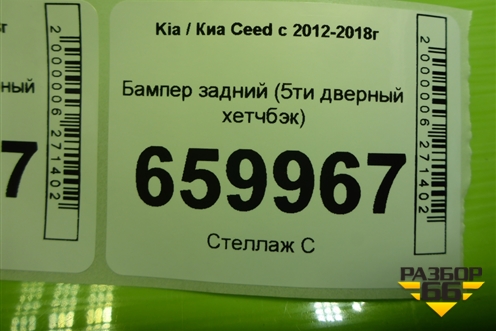 г
ный
7
2000006271402
Kia / Киа Ceed с 2012-2018г
Бампер задний (5ти дверный
хетчбэк)
659967
Стеллаж С
2000006271402
РАЗБОР
66